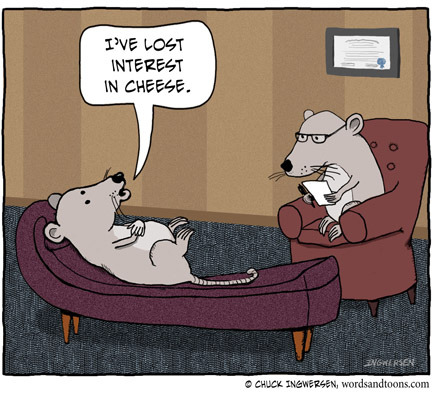 I'VE LOST
INTEREST
IN CHEESE.
INGWERSEN
© CHUCK INGWERSEN, wordsandtoons.com